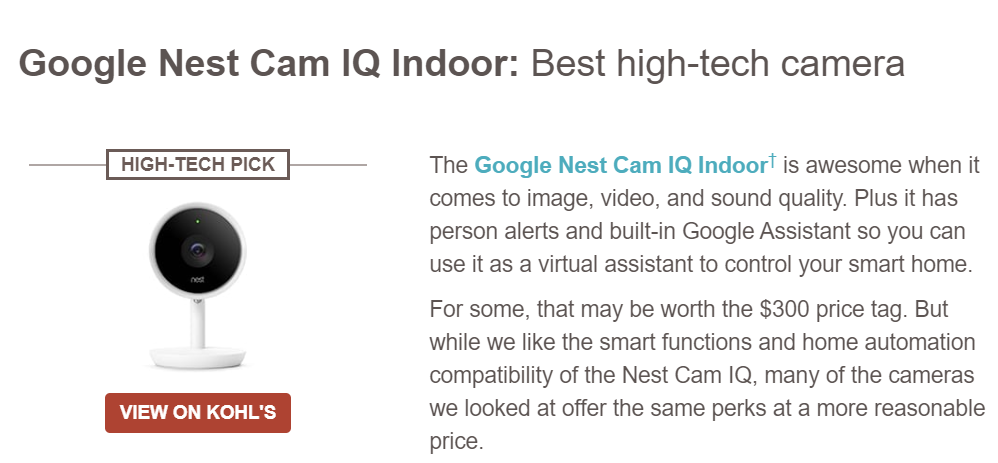 Google Nest Cam IQ Indoor: Best high-tech camera
HIGH-TECH PICK
nest
VIEW ON KOHL'S
The Google Nest Cam IQ Indoor† is awesome when it
comes to image, video, and sound quality. Plus it has
person alerts and built-in Google Assistant so you can
use it as a virtual assistant to control your smart home.
For some, that may be worth the $300 price tag. But
while we like the smart functions and home automation
compatibility of the Nest Cam IQ, many of the cameras
we looked at offer the same perks at a more reasonable
price.